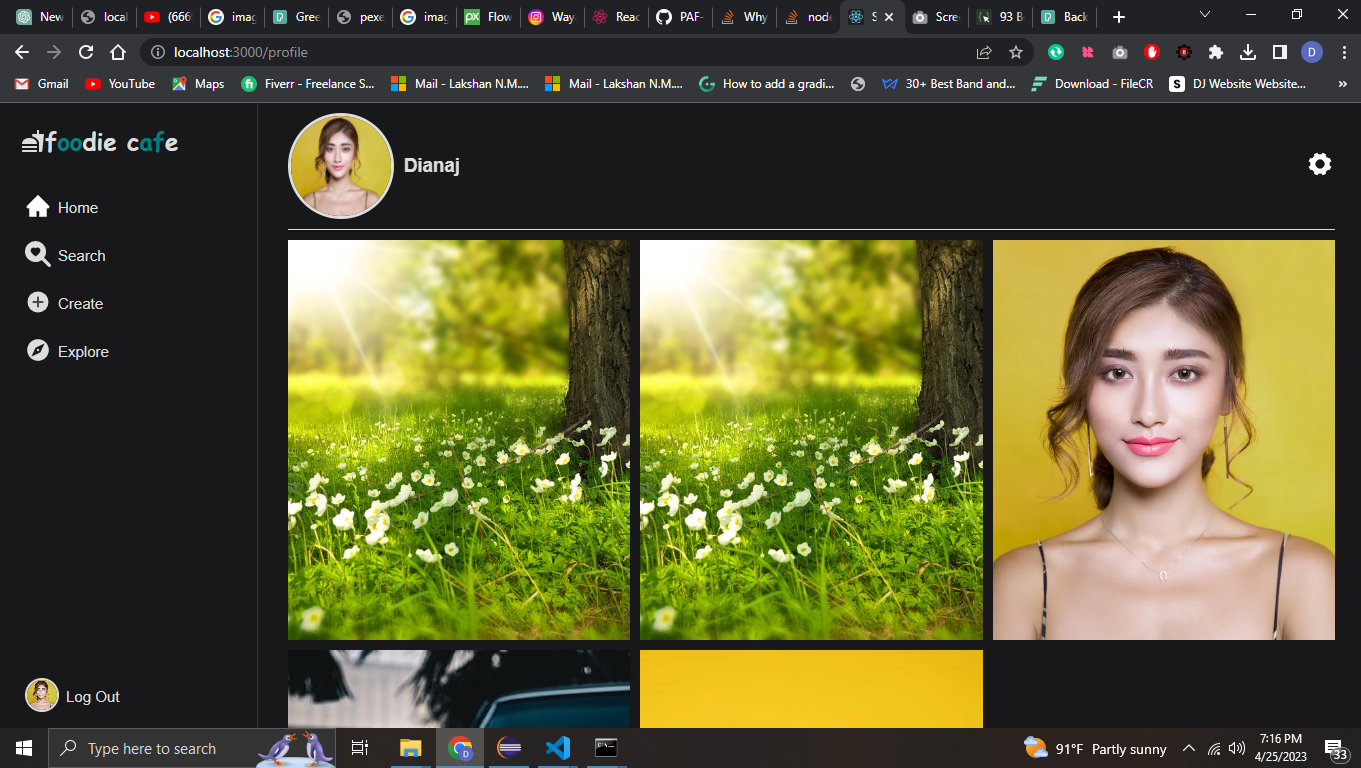 New
local
(666
imag
Gree
pexe
imag
Flow
Way
Reac
PAF-
Why
node
S
Scre
93 B
Back
localhost:3000/profile
D
Gmail
YouTube
Maps
Fiverr - Freelance S...
Mail - Lakshan N.M....
Mail - Lakshan N.M....
How to add a gradi...
30+ Best Band and...
Download - FileCR
DJ Website Website...
»
foodie cafe
Dianaj
Home
Search
Create
Explore
Log Out
Type here to search
91°F Partly sunny
7:16 PM
4/25/2023
33